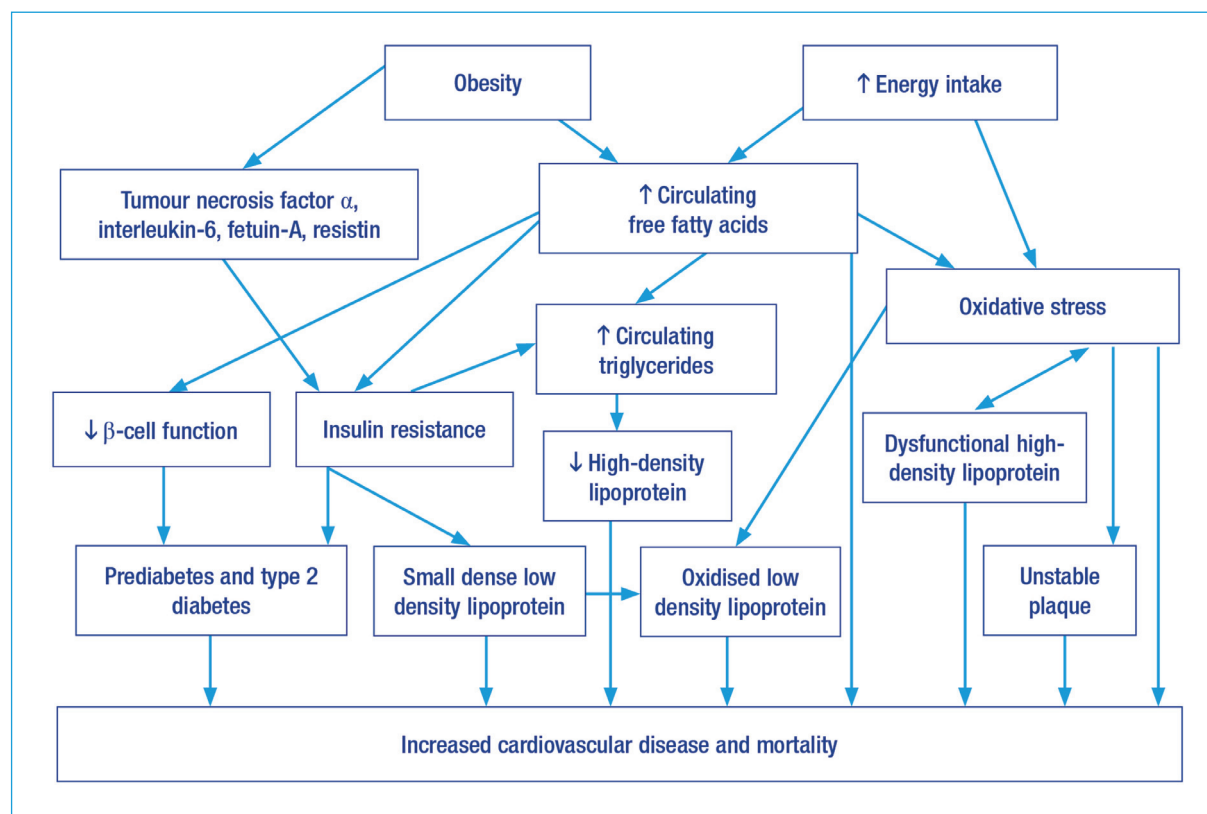 Obesity
↑ Energy intake
Tumour necrosis factor α,
interleukin-6, fetuin-A, resistin
↑ Circulating
free fatty acids
Oxidative stress
↑ Circulating
triglycerides
↓ β-cell function
Insulin resistance
↓ High-density
lipoprotein
Dysfunctional high-
density lipoprotein
Prediabetes and type 2
diabetes
Small dense low
density lipoprotein
Oxidised low
density lipoprotein
Unstable
plaque
Increased cardiovascular disease and mortality